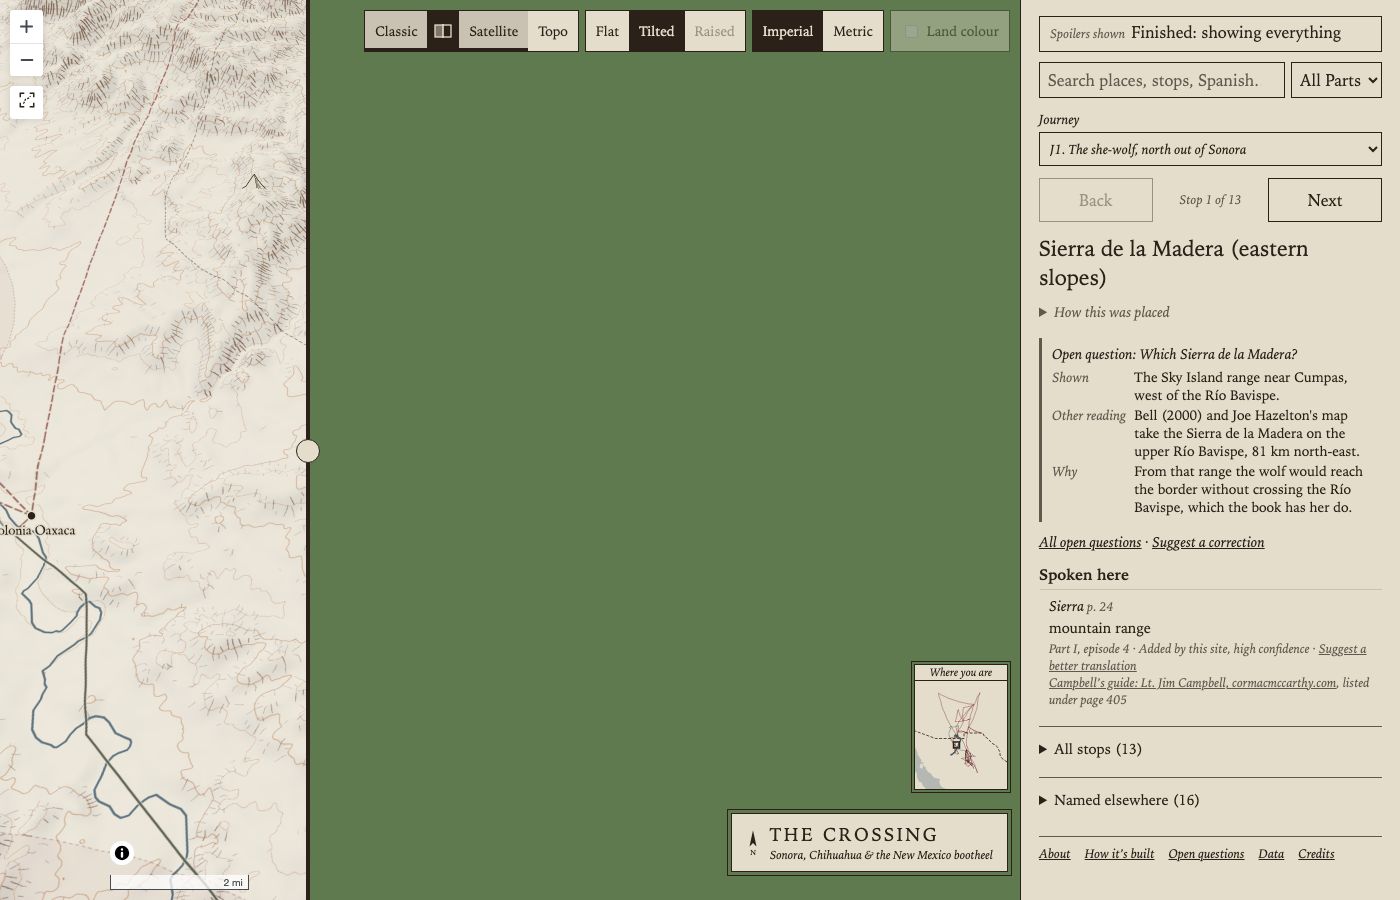 Classic
Satellite
Topo
Flat
Tilted
Raised
Imperial
Metric
Land colour
olonia Oaxaca
2 mi
Where you are
N
THE CROSSING
Sonora, Chihuahua & the New Mexico bootheel
Spoilers shown Finished: showing everything
Search places, stops, Spanish.
All Parts
Journey
J1. The she-wolf, north out of Sonora
Back
Stop 1 of 13
Next
Sierra de la Madera (eastern
slopes)
How this was placed
Open question: Which Sierra de la Madera?
Shown The Sky Island range near Cumpas,
west of the Río Bavispe.
Other reading Bell (2000) and Joe Hazelton's map
take the Sierra de la Madera on the
upper Río Bavispe, 81 km north-east.
Why From that range the wolf would reach
the border without crossing the Río
Bavispe, which the book has her do.
All open questions · Suggest a correction
Spoken here
Sierra p. 24
mountain range
Part I, episode 4 · Added by this site, high confidence · Suggest a
better translation
Campbell's guide: Lt. Jim Campbell, cormacmccarthy.com, listed
under page 405
All stops (13)
Named elsewhere (16)
About How it's built Open questions Data Credits